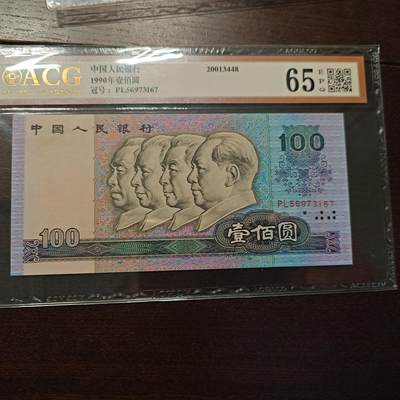 ACG
中国人民银行
1990年壹佰圆
冠号：PL56973167
20013448
65
EPQ
中国人民银行
100
PL56973167
100
壹佰圆